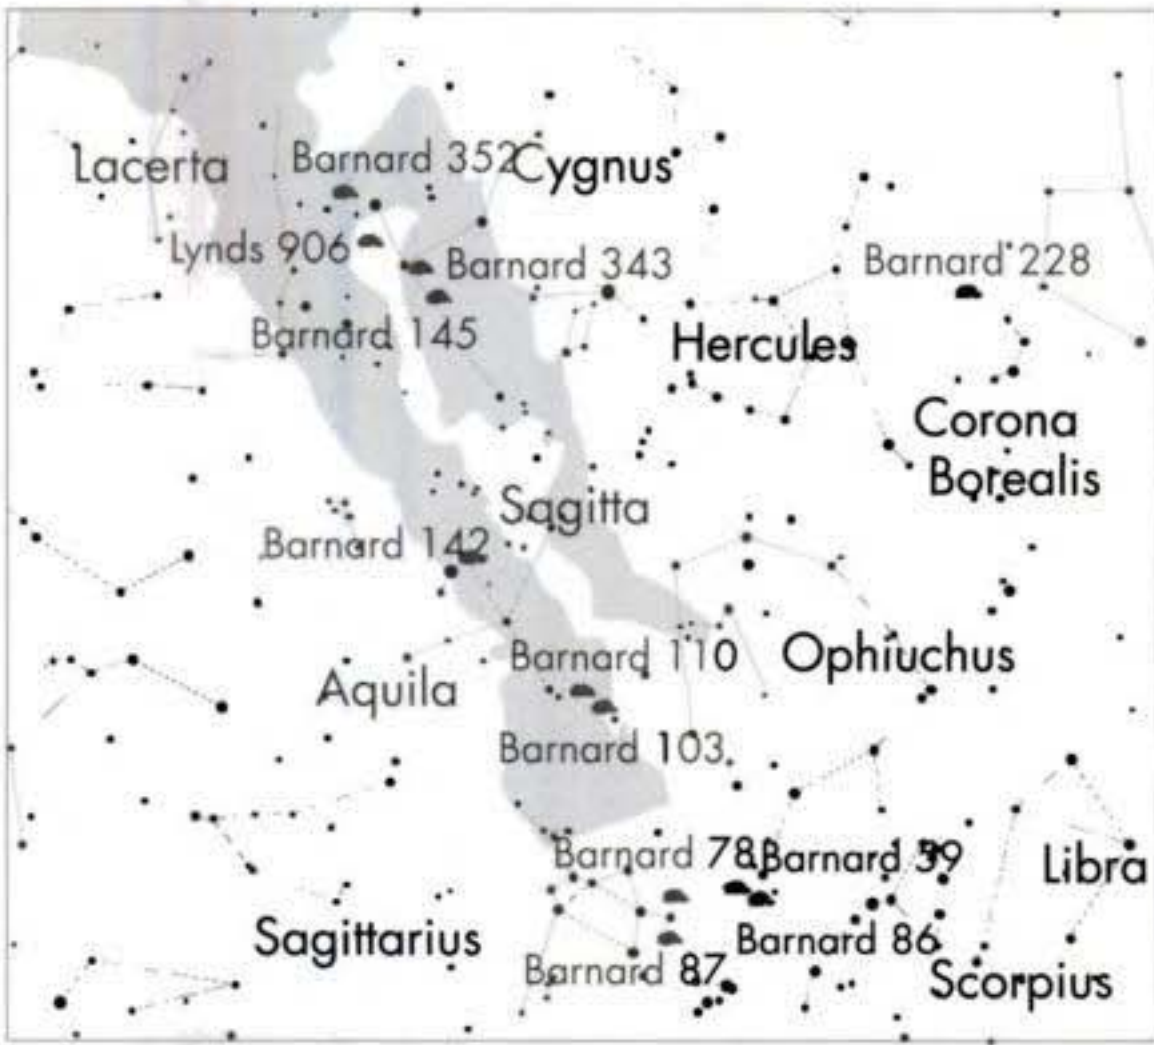 Lacerta
Barnard 352
Cygnus
Lynds 906
Barnard 343
Barnard 228
Barnard 145
Hercules
Corona
Borealis
Sagitta
Barnard 142
Barnard 110
Ophiuchus
Aquila
Barnard 103
Barnard 78
Barnard 59
Libra
Sagittarius
Barnard 86
Barnard 87
Scorpius